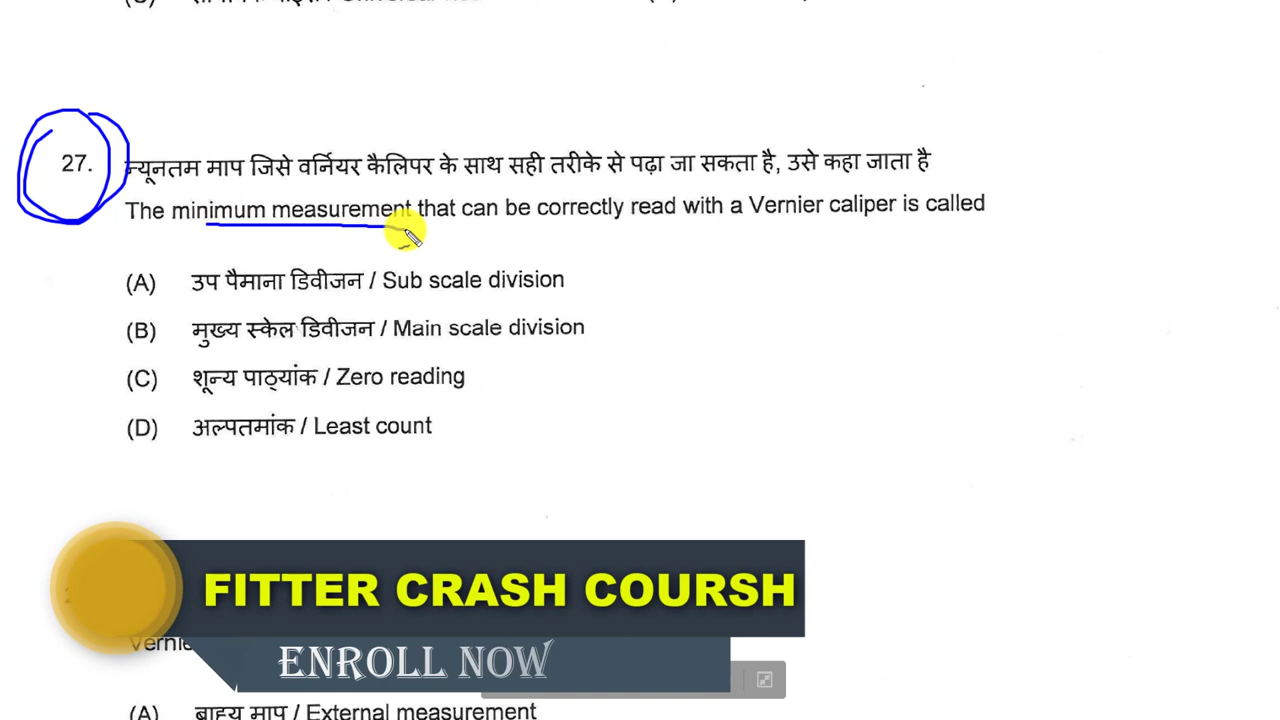 27.
न्यूनतम माप जिसे वर्नियर कैलिपर के साथ सही तरीके से पढ़ा जा सकता है, उसे कहा जाता है
The minimum measurement that can be correctly read with a Vernier caliper is called
(A) उप पैमाना डिवीजन / Sub scale division
(B) मुख्य स्केल डिवीजन / Main scale division
(C) शून्य पाठ्यांक / Zero reading
(D) अल्पतमांक / Least count
FITTER CRASH COURSH
ENROLL NOW
(A) बाह्य माप / External measurement